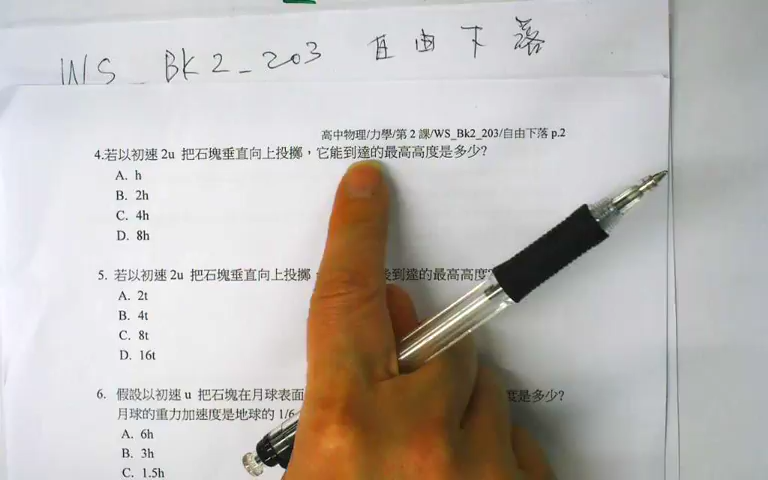 WS_BK2_203 自由下落
高中物理/力學/第 2 課/WS_Bk2_203/自由下落 p.2
4.若以初速 2u 把石塊垂直向上投擲，它能到達的最高高度是多少?
A. h
B. 2h
C. 4h
D. 8h
5. 若以初速 2u 把石塊垂直向上投擲 到達的最高高度
A. 2t
B. 4t
C. 8t
D. 16t
6. 假設以初速 u 把石塊在月球表面 度是多少?
月球的重力加速度是地球的 1/6
A. 6h
B. 3h
C. 1.5h